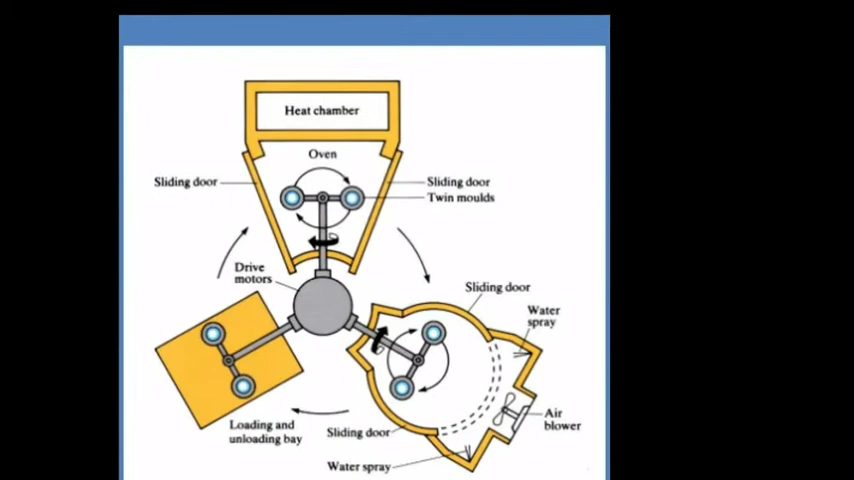 Heat chamber
Oven
Sliding door
Sliding door
Twin moulds
Drive
motors
Sliding door
Water
spray
Air
blower
Loading and
unloading bay
Sliding door
Water spray